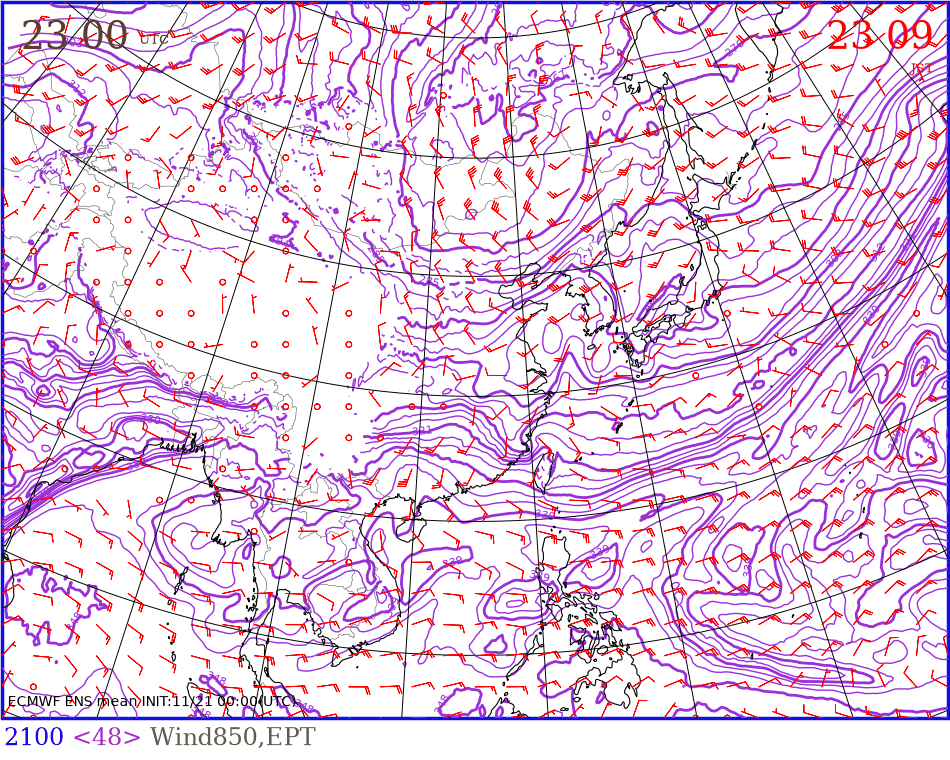 23 00 UTC
23 09
JST
ECMWF ENS mean,INIT:11/21 00:00(UTC)
2100 <48> Wind850,EPT